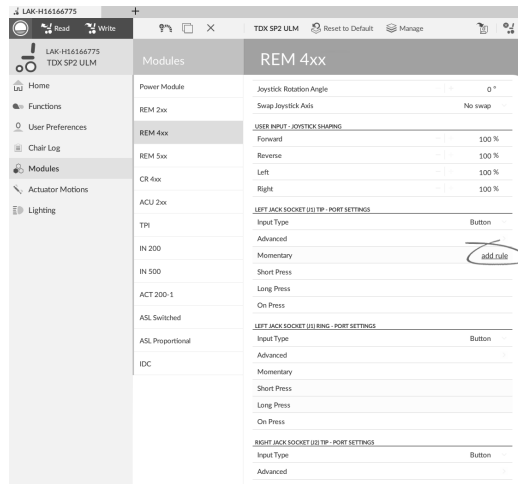 LAK-H16166775
Read
Write
TDX SP2 ULM
Reset to Default
Manage
LAK-H16166775
TDX SP2 ULM
Home
Functions
User Preferences
Chair Log
Modules
Actuator Motions
Lighting
Modules
Power Module
REM 2xx
REM 4xx
REM 5xx
CR 4xx
ACU 2xx
TPI
IN 200
IN 500
ACT 200-1
ASL Switched
ASL Proportional
IDC
REM 4xx
Joystick Rotation Angle 0 °
Swap Joystick Axis No swap
USER INPUT - JOYSTICK SHAPING
Forward 100 %
Reverse 100 %
Left 100 %
Right 100 %
LEFT JACK SOCKET (J1) TIP - PORT SETTINGS
Input Type Button
Advanced
Momentary add rule
Short Press
Long Press
On Press
LEFT JACK SOCKET (J1) RING - PORT SETTINGS
Input Type Button
Advanced
Momentary
Short Press
Long Press
On Press
RIGHT JACK SOCKET (J2) TIP - PORT SETTINGS
Input Type Button
Advanced